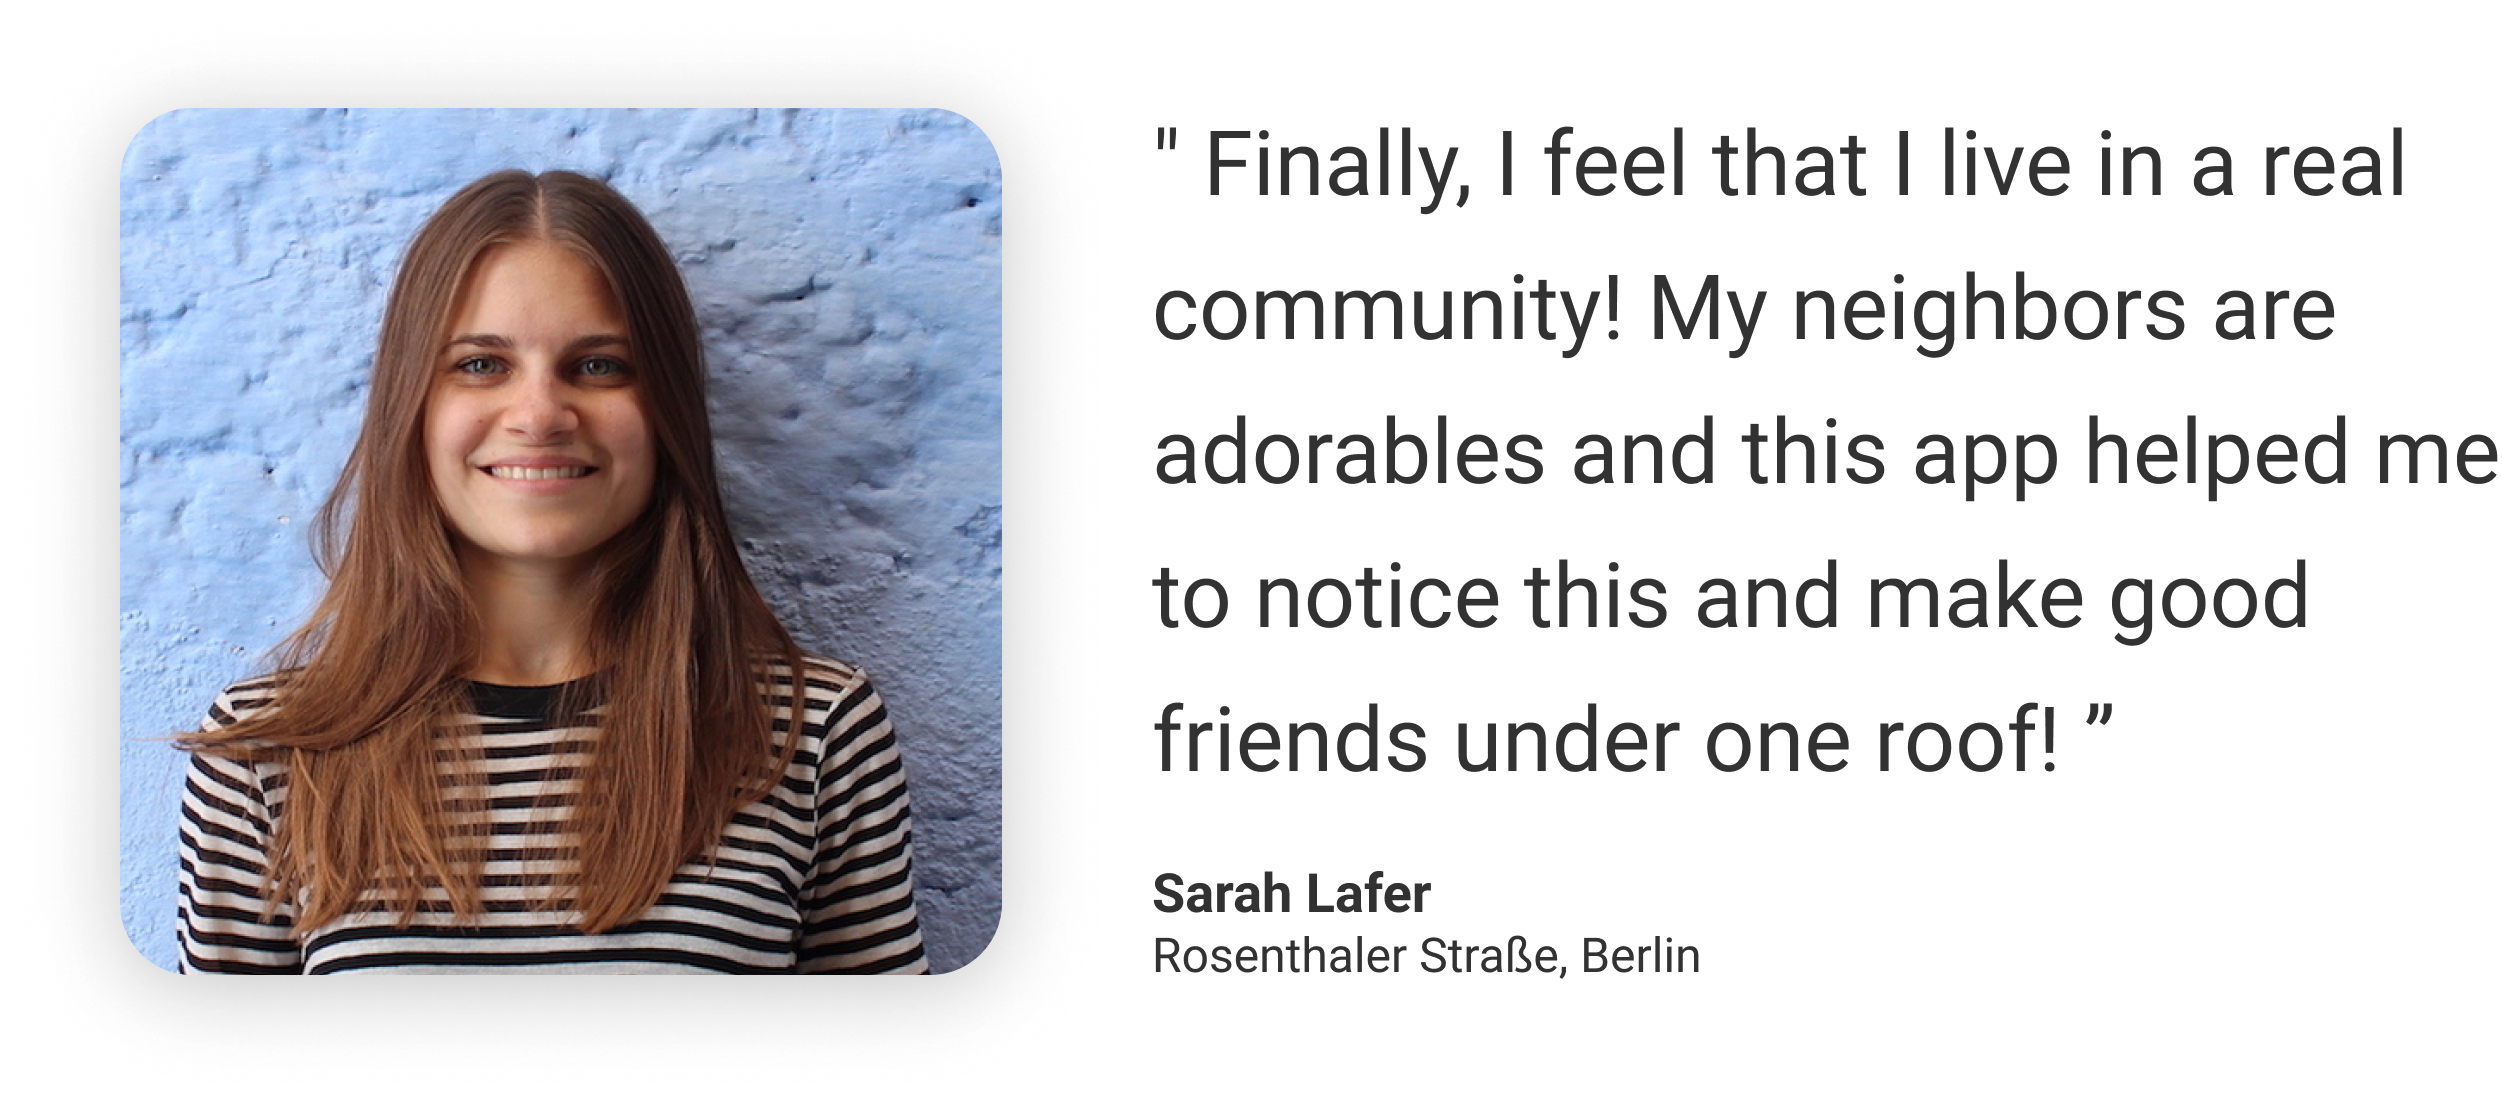 " Finally, I feel that I live in a real
community! My neighbors are
adorables and this app helped me
to notice this and make good
friends under one roof! ”
Sarah Lafer
Rosenthaler Straße, Berlin